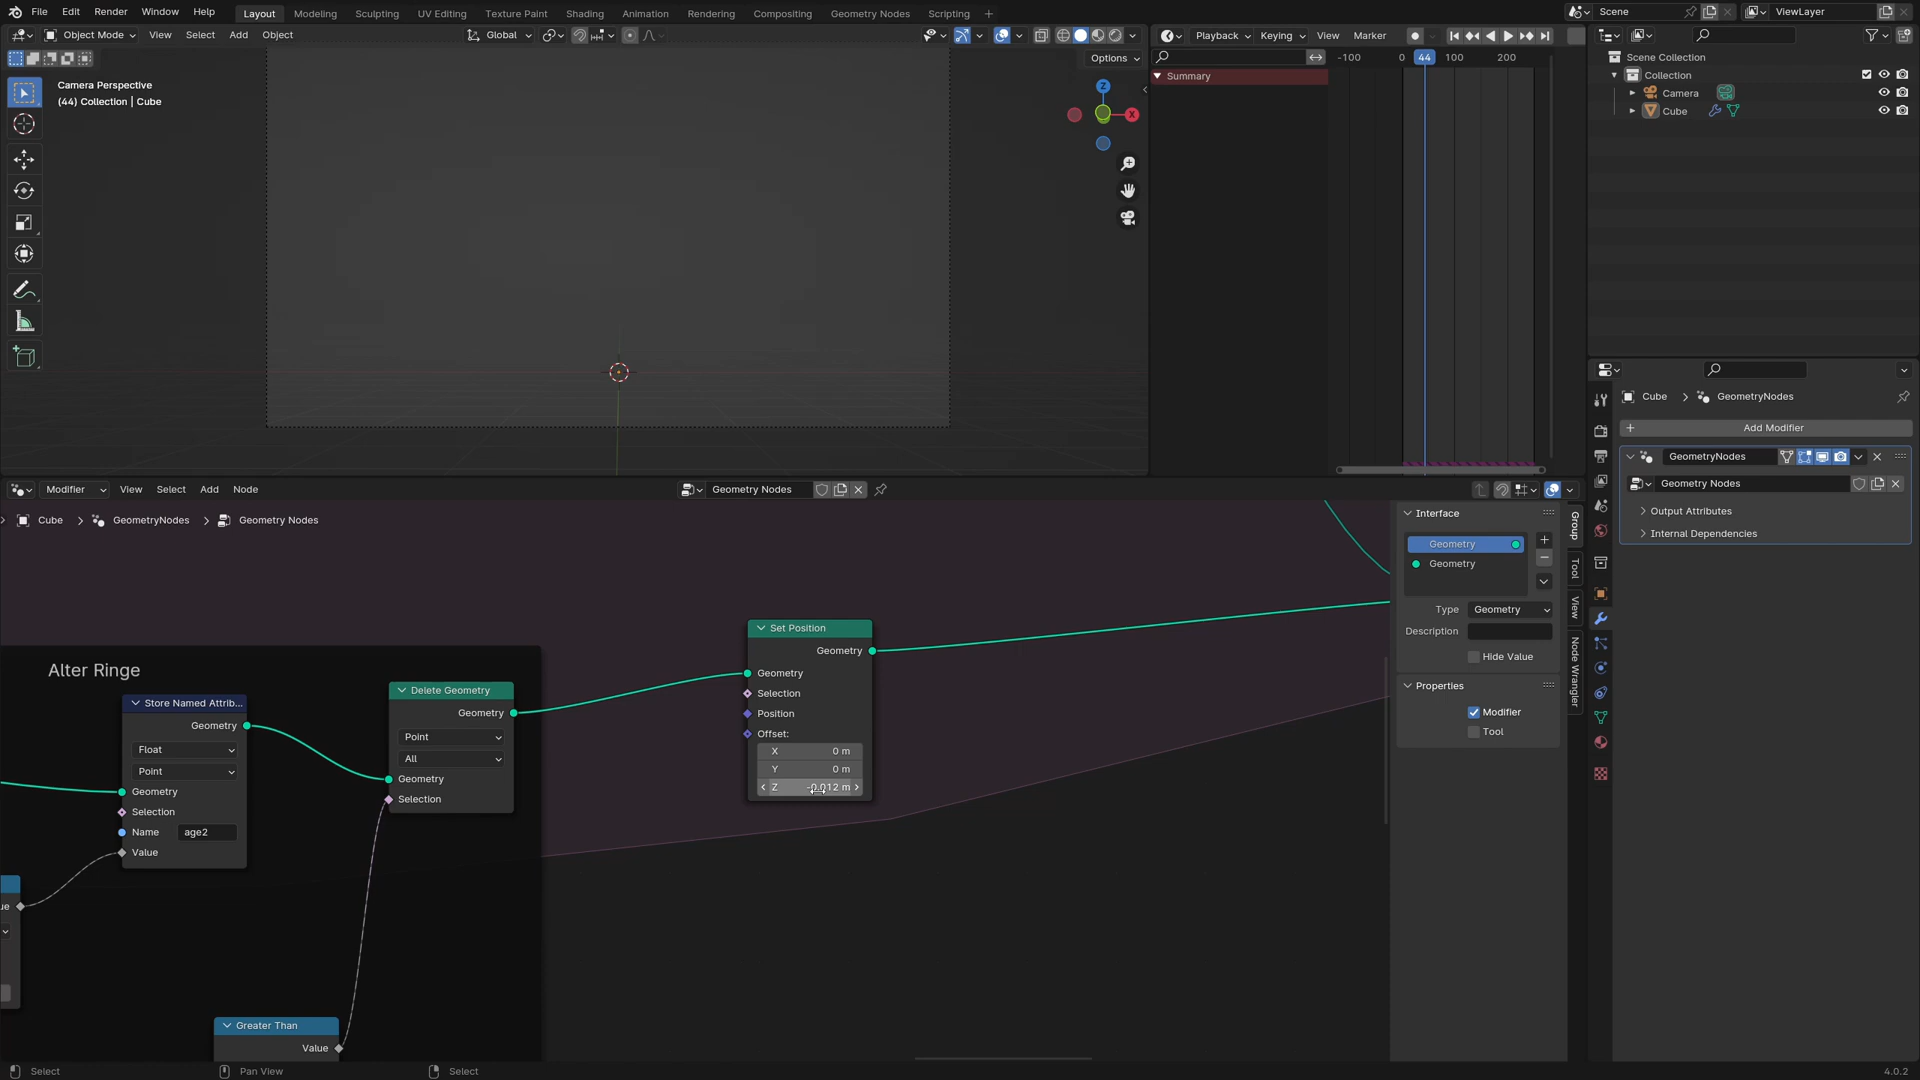 File Edit Render Window Help
Layout Modeling Sculpting UV Editing Texture Paint Shading Animation Rendering Compositing Geometry Nodes Scripting
Scene
ViewLayer
Object Mode View Select Add Object
Global
Options
Camera Perspective
(44) Collection | Cube
Z
X
Playback Keying View Marker
-100 0 44 100 200
Summary
Scene Collection
Collection
Camera
Cube
Modifier View Select Add Node
Geometry Nodes
Cube GeometryNodes Geometry Nodes
Alter Ringe
Store Named Attrib...
Geometry
Float
Point
Geometry
Selection
Name age2
Value
Delete Geometry
Geometry
Point
All
Geometry
Selection
Greater Than
Value
Set Position
Geometry
Geometry
Selection
Position
Offset:
X 0 m
Y 0 m
Z -0.012 m
Interface
Geometry
Geometry
Type Geometry
Description
Hide Value
Properties
Modifier
Tool
Group
Tool
View
Node Wrangler
Cube GeometryNodes
Add Modifier
GeometryNodes
Geometry Nodes
Output Attributes
Internal Dependencies
Select
Pan View
Select
4.0.2